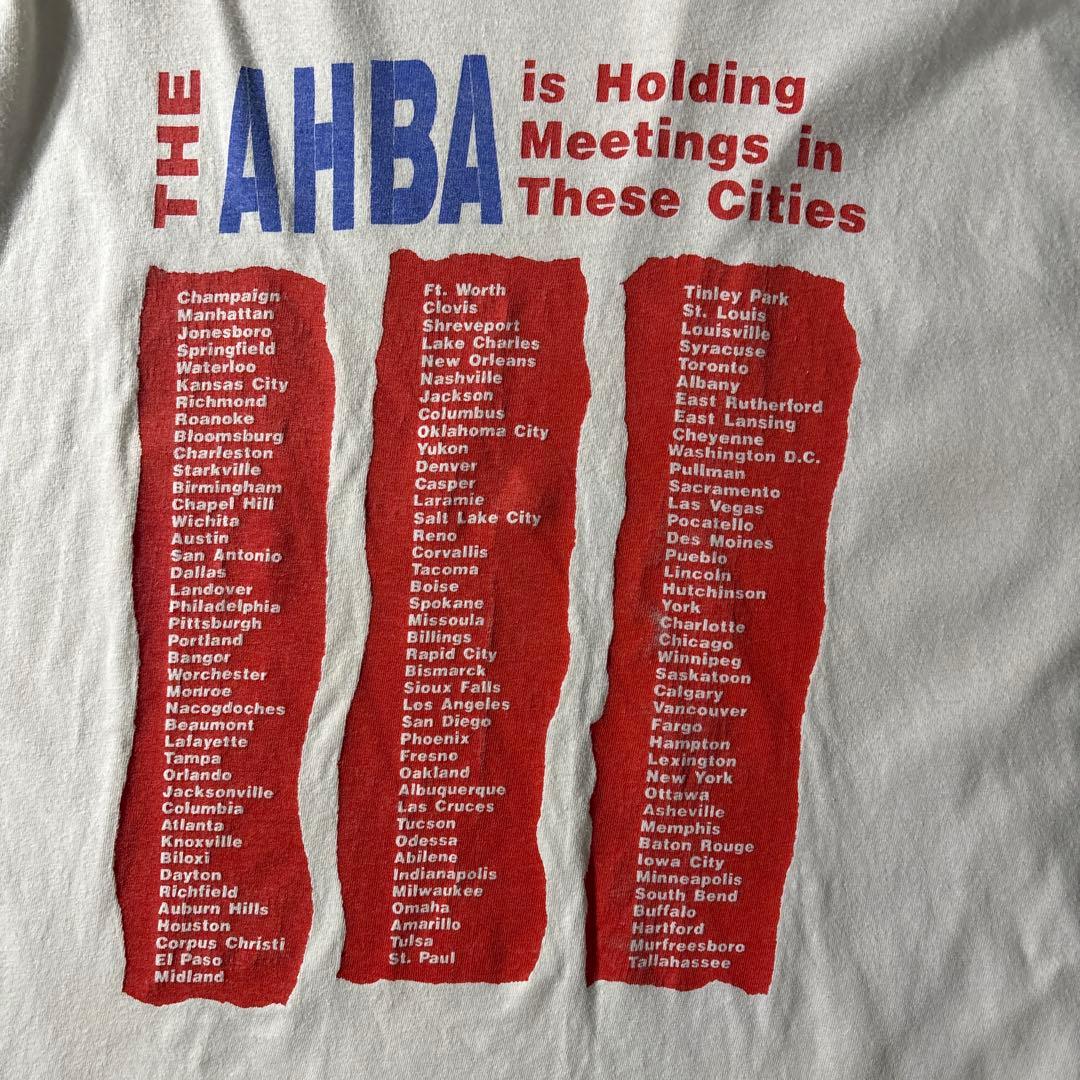 THE AHBA is Holding
Meetings in
These Cities
Champaign
Manhattan
Jonesboro
Springfield
Waterloo
Kansas City
Richmond
Roanoke
Bloomsburg
Charleston
Starkville
Birmingham
Chapel Hill
Wichita
Austin
San Antonio
Dallas
Landover
Philadelphia
Pittsburgh
Portland
Bangor
Worchester
Monroe
Nacogdoches
Beaumont
Lafayette
Tampa
Orlando
Jacksonville
Columbia
Atlanta
Knoxville
Biloxi
Dayton
Richfield
Auburn Hills
Houston
Corpus Christi
El Paso
Midland
Ft. Worth
Clovis
Shreveport
Lake Charles
New Orleans
Nashville
Jackson
Columbus
Oklahoma City
Yukon
Denver
Casper
Laramie
Salt Lake City
Reno
Corvallis
Tacoma
Boise
Spokane
Missoula
Billings
Rapid City
Bismarck
Sioux Falls
Los Angeles
San Diego
Phoenix
Fresno
Oakland
Albuquerque
Las Cruces
Tucson
Odessa
Abilene
Indianapolis
Milwaukee
Omaha
Amarillo
Tulsa
St. Paul
Tinley Park
St. Louis
Louisville
Syracuse
Toronto
Albany
East Rutherford
East Lansing
Cheyenne
Washington D.C.
Pullman
Sacramento
Las Vegas
Pocatello
Des Moines
Pueblo
Lincoln
Hutchinson
York
Charlotte
Chicago
Winnipeg
Saskatoon
Calgary
Vancouver
Fargo
Hampton
Lexington
New York
Ottawa
Asheville
Memphis
Baton Rouge
Iowa City
Minneapolis
South Bend
Buffalo
Hartford
Murfreesboro
Tallahassee